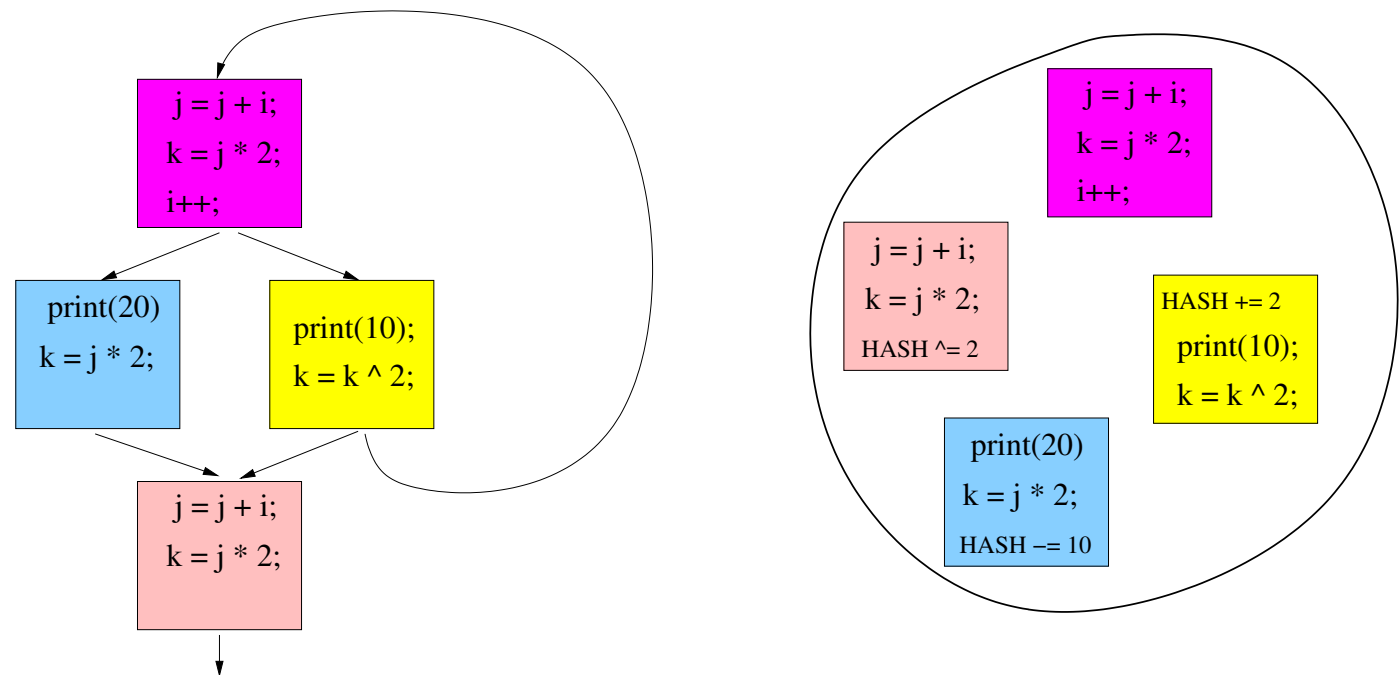 j = j + i;
k = j * 2;
i++;
print(20)
k = j * 2;
print(10);
k = k ^ 2;
j = j + i;
k = j * 2;
j = j + i;
k = j * 2;
i++;
j = j + i;
k = j * 2;
HASH ^= 2
HASH += 2
print(10);
k = k ^ 2;
print(20)
k = j * 2;
HASH −= 10